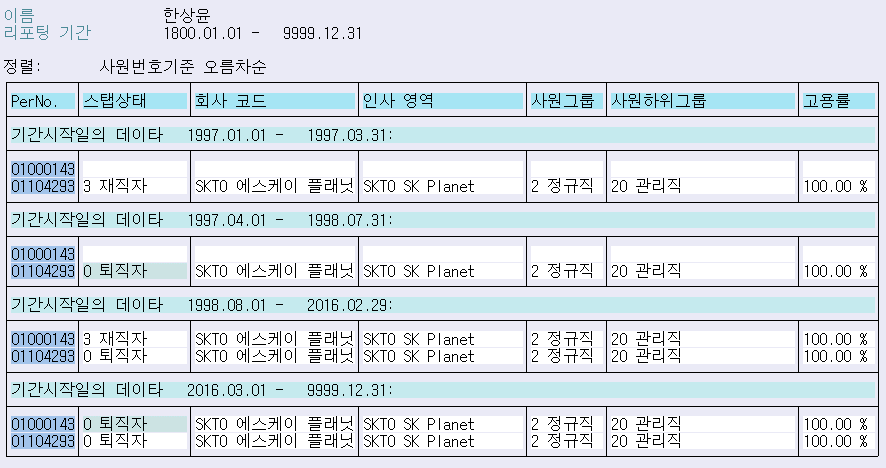 이름 한상윤
리포팅 기간 1800.01.01 - 9999.12.31
정렬: 사원번호기준 오름차순
PerNo. 스탭상태 회사 코드 인사 영역 사원그룹 사원하위그룹 고용률
기간시작일의 데이타 1997.01.01 - 1997.03.31:
01000143
01104293 3 재직자 SKT0 에스케이 플래닛 SKT0 SK Planet 2 정규직 20 관리직 100.00 %
기간시작일의 데이타 1997.04.01 - 1998.07.31:
01000143
01104293 0 퇴직자 SKT0 에스케이 플래닛 SKT0 SK Planet 2 정규직 20 관리직 100.00 %
기간시작일의 데이타 1998.08.01 - 2016.02.29:
01000143 3 재직자 SKT0 에스케이 플래닛 SKT0 SK Planet 2 정규직 20 관리직 100.00 %
01104293 0 퇴직자 SKT0 에스케이 플래닛 SKT0 SK Planet 2 정규직 20 관리직 100.00 %
기간시작일의 데이타 2016.03.01 - 9999.12.31:
01000143 0 퇴직자 SKT0 에스케이 플래닛 SKT0 SK Planet 2 정규직 20 관리직 100.00 %
01104293 0 퇴직자 SKT0 에스케이 플래닛 SKT0 SK Planet 2 정규직 20 관리직 100.00 %